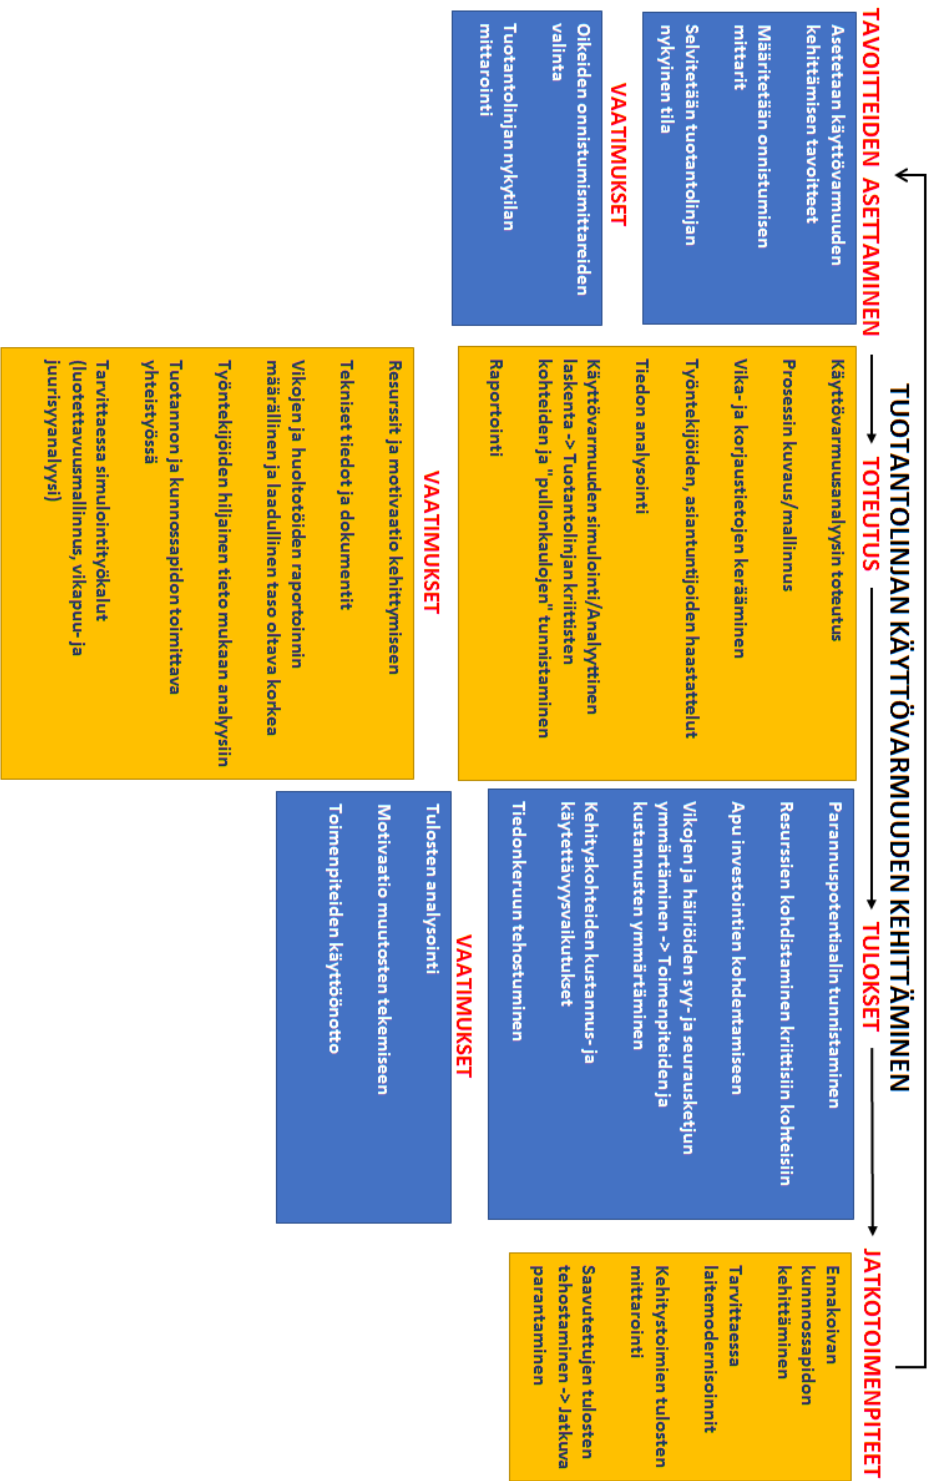 TUOTANTOLINJAN KÄYTTÖVARMUUDEN KEHITTÄMINEN
TAVOITTEIDEN ASETTAMINEN
Asetetaan käyttövarmuuden
kehittämisen tavoitteet
Määritetään onnistumisen
mittarit
Selvitetään tuotantolinjan
nykyinen tila
VAATIMUKSET
Oikeiden onnistumismittareiden
valinta
Tuotantolinjan nykytilan
mittarointi
TOTEUTUS
Käyttövarmuusanalyysin toteutus
Prosessin kuvaus/mallinnus
Vika- ja korjaustietojen kerääminen
Työntekijöiden, asiantuntijoiden haastattelut
Tiedon analysointi
Käyttövarmuuden simulointi/Analyyttinen
laskenta -> Tuotantolinjan kriittisten
kohteiden ja "pullonkaulojen" tunnistaminen
Raportointi
VAATIMUKSET
Resurssit ja motivaatio kehittymiseen
Tekniset tiedot ja dokumentit
Vikojen ja huoltotöiden raportoinnin
määrällinen ja laadullinen taso oltava korkea
Työntekijöiden hiljainen tieto mukaan analyysiin
Tuotannon ja kunnossapidon toimittava
yhteistyössä
Tarvittaessa simulointityökalut
(luotettavuusmallinnus, vikapuu- ja
juurisyyanalyysi)
TULOKSET
Parannuspotentiaalin tunnistaminen
Resurssien kohdistaminen kriittisiin kohteisiin
Apu investointien kohdentamiseen
Vikojen ja häiriöiden syy- ja seurausketjun
ymmärtäminen -> Toimenpiteiden ja
kustannusten ymmärtäminen
Kehityskohteiden kustannus- ja
käytettävyysvaikutukset
Tiedonkeruun tehostuminen
VAATIMUKSET
Tulosten analysointi
Motivaatio muutosten tekemiseen
Toimenpiteiden käyttöönotto
JATKOTOIMENPITEET
Ennakoivan
kunnnossapidon
kehittäminen
Tarvittaessa
laitemodernisoinnit
Kehitystoimien tulosten
mittarointi
Saavutettujen tulosten
tehostaminen -> Jatkuva
parantaminen